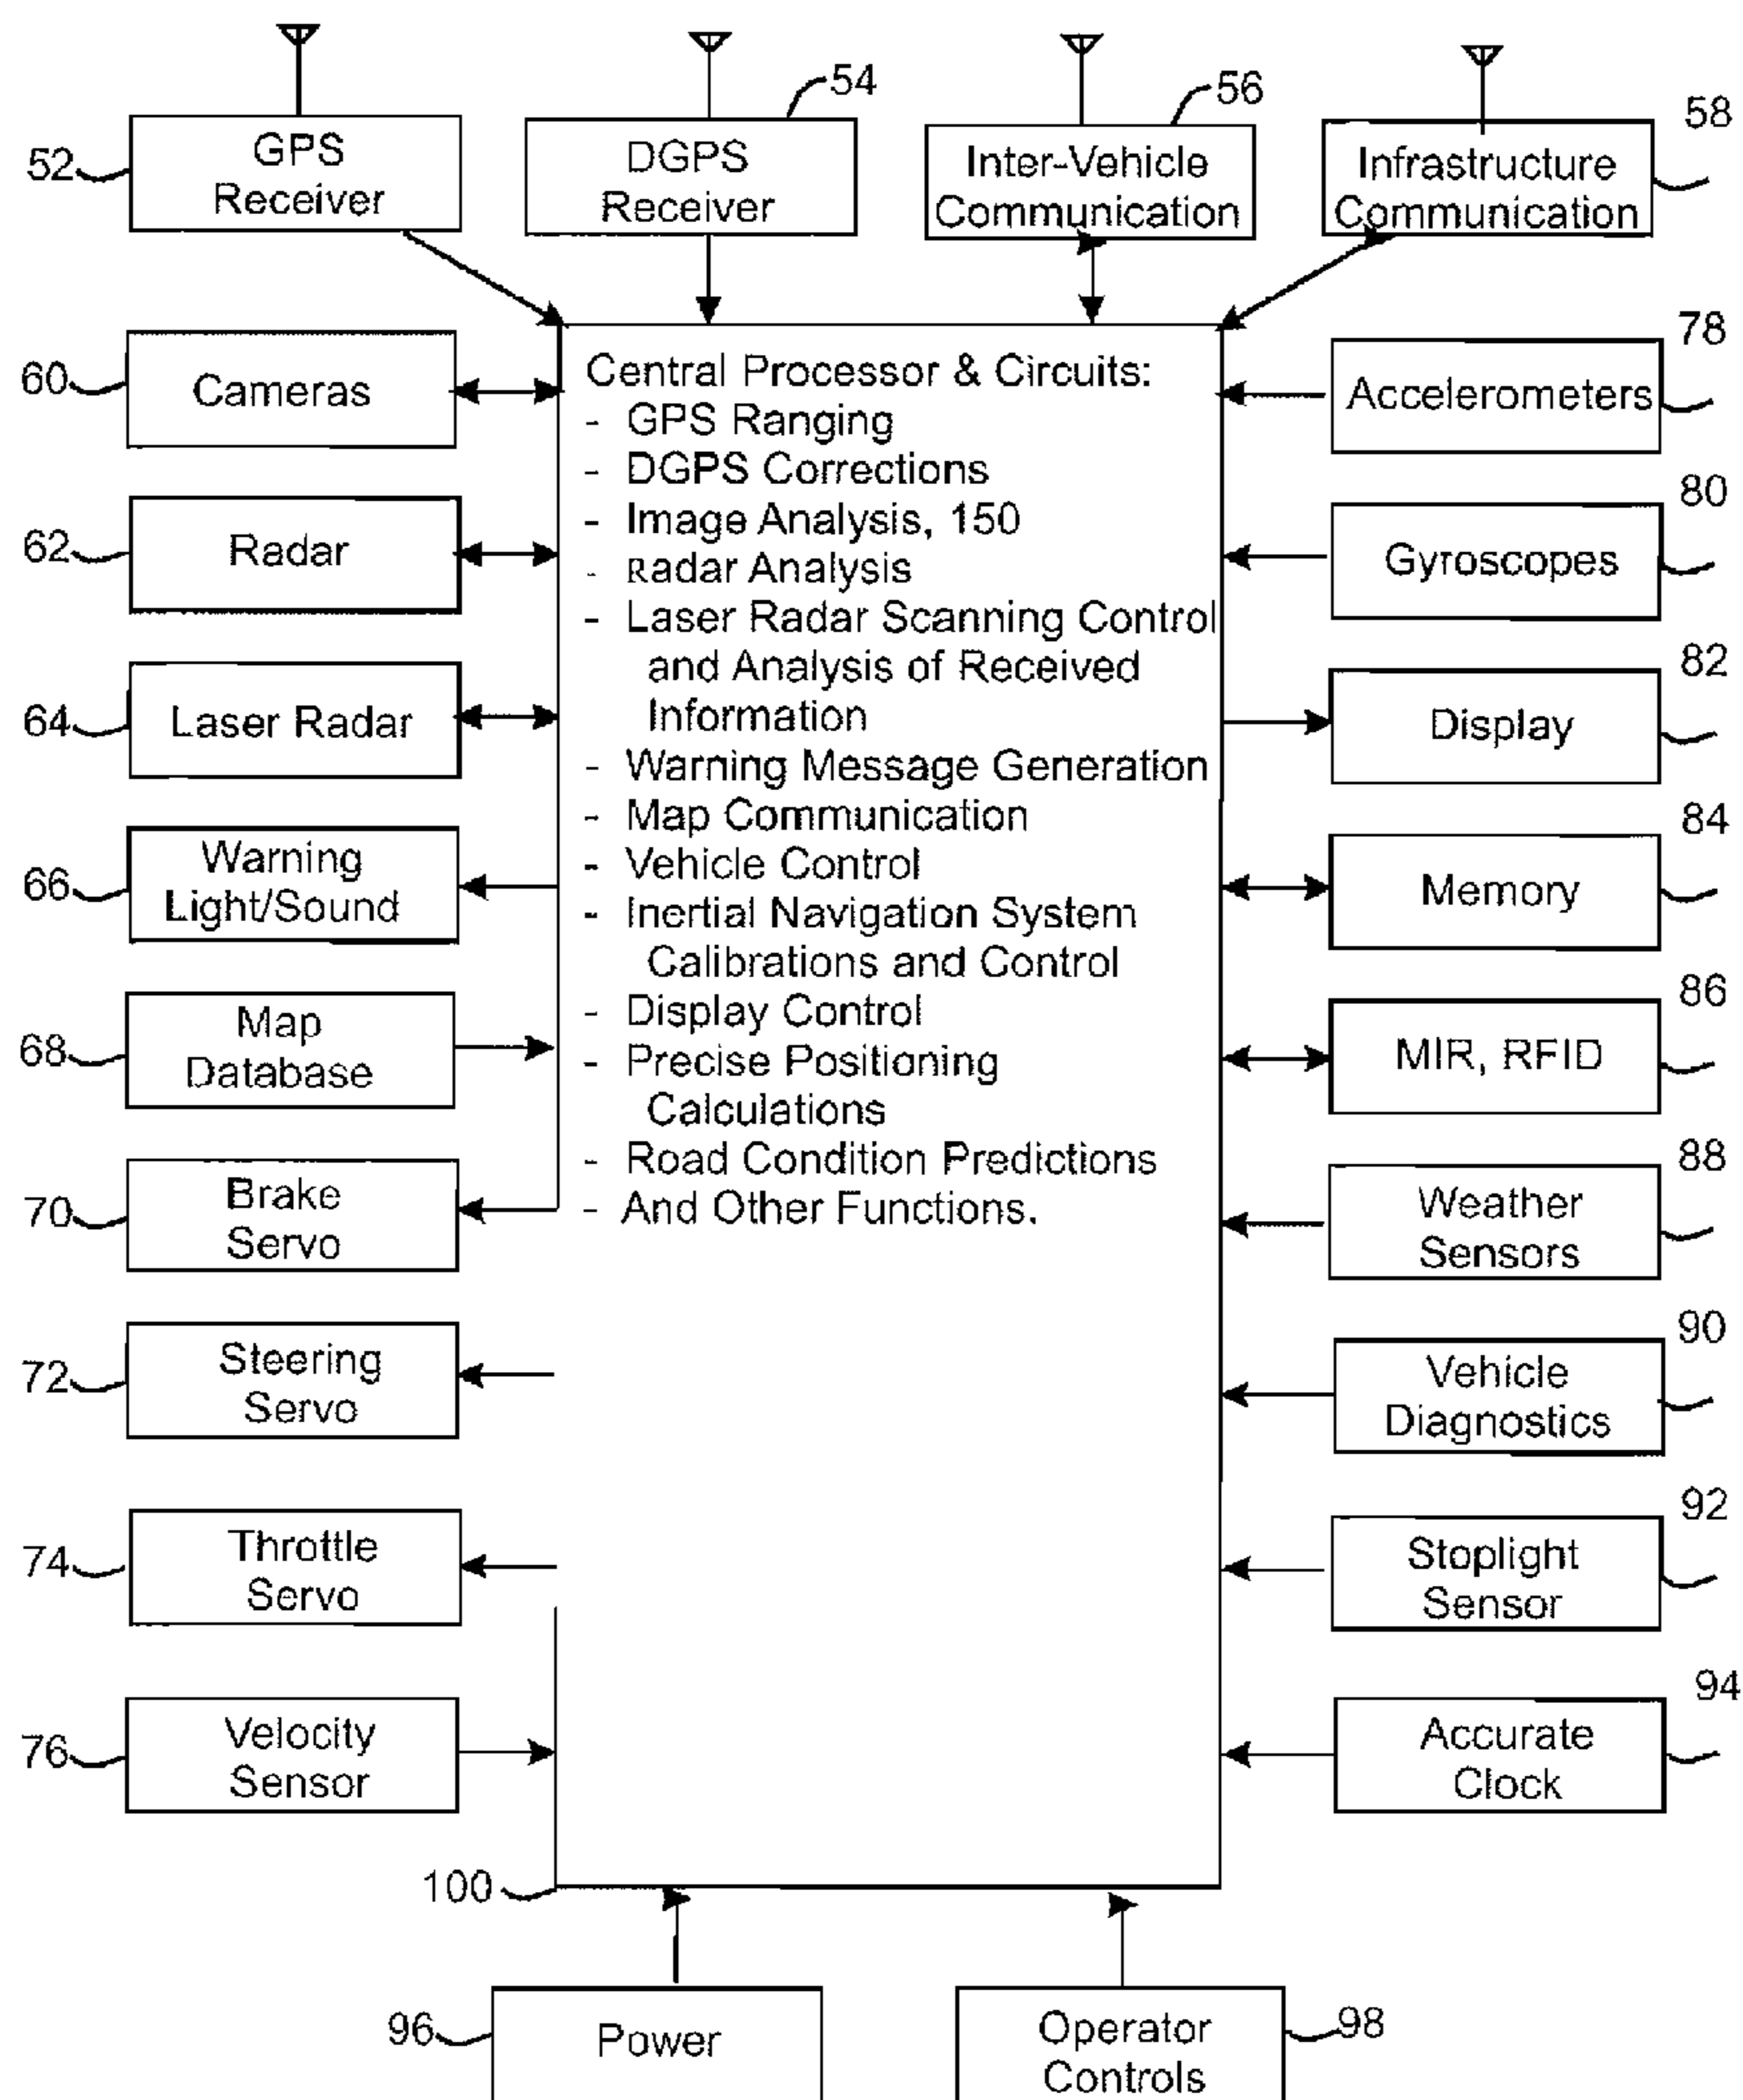 54
56
58
52
GPS
Receiver
DGPS
Receiver
Inter-Vehicle
Communication
Infrastructure
Communication
60
Cameras
62
Radar
64
Laser Radar
66
Warning
Light/Sound
68
Map
Database
70
Brake
Servo
72
Steering
Servo
74
Throttle
Servo
76
Velocity
Sensor
Central Processor & Circuits:
- GPS Ranging
- DGPS Corrections
- Image Analysis, 150
- Radar Analysis
- Laser Radar Scanning Control
and Analysis of Received
Information
- Warning Message Generation
- Map Communication
- Vehicle Control
- Inertial Navigation System
Calibrations and Control
- Display Control
- Precise Positioning
Calculations
- Road Condition Predictions
- And Other Functions.
78
Accelerometers
80
Gyroscopes
82
Display
84
Memory
86
MIR, RFID
88
Weather
Sensors
90
Vehicle
Diagnostics
92
Stoplight
Sensor
94
Accurate
Clock
100
96
Power
Operator
Controls
98